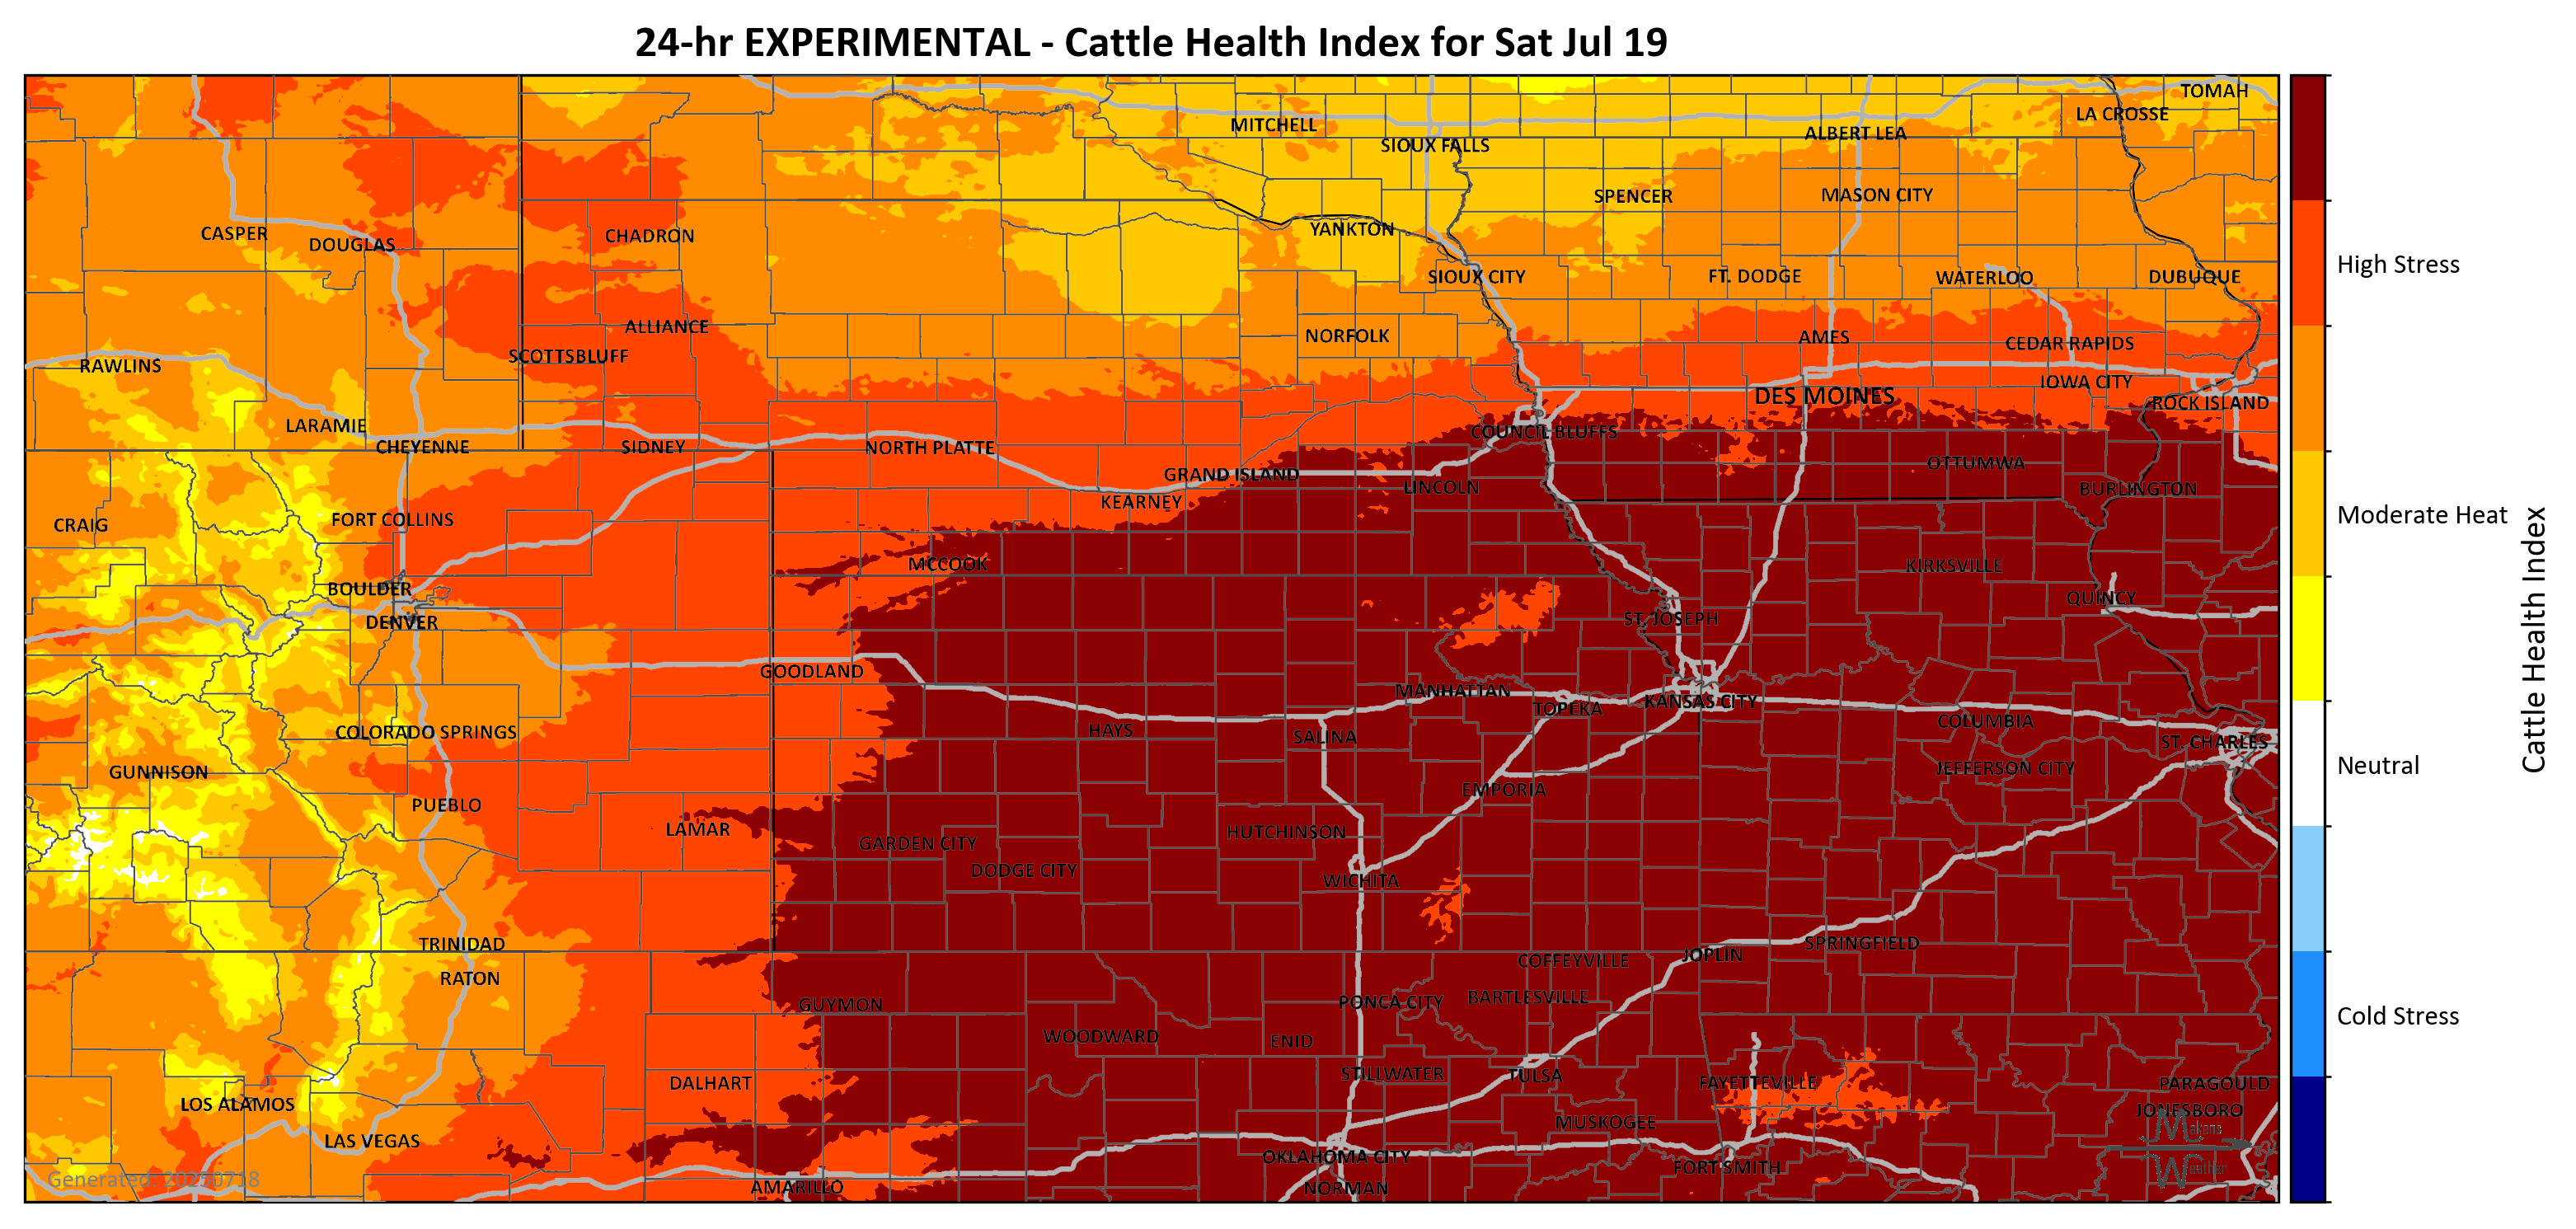 24-hr EXPERIMENTAL - Cattle Health Index for Sat Jul 19
TOMAH
LA CROSSE
MITCHELL
ALBERT LEA
SIOUX FALLS
SPENCER
MASON CITY
CASPER
DOUGLAS
CHADRON
YANKTON
SIOUX CITY
FT. DODGE
WATERLOO
DUBUQUE
High Stress
ALLIANCE
NORFOLK
AMES
CEDAR RAPIDS
SCOTTSBLUFF
RAWLINS
IOWA CITY
DES MOINES
ROCK ISLAND
LARAMIE
COUNCIL BLUFFS
CHEYENNE
SIDNEY
NORTH PLATTE
OTTUMWA
GRAND ISLAND
LINCOLN
BURLINGTON
KEARNEY
CRAIG
FORT COLLINS
Moderate Heat
MCCOOK
KIRKSVILLE
BOULDER
QUINCY
DENVER
ST. JOSEPH
Cattle Health Index
GOODLAND
MANHATTAN
KANSAS CITY
TOPEKA
COLORADO SPRINGS
HAYS
SALINA
COLUMBIA
ST. CHARLES
GUNNISON
JEFFERSON CITY
Neutral
EMPORIA
PUEBLO
LAMAR
HUTCHINSON
GARDEN CITY
DODGE CITY
WICHITA
TRINIDAD
SPRINGFIELD
JOPLIN
COFFEYVILLE
RATON
GUYMON
PONCA CITY
BARTLESVILLE
Cold Stress
WOODWARD
ENID
STILLWATER
TULSA
DALHART
FAYETTEVILLE
PARAGOULD
LOS ALAMOS
JONESBORO
MUSKOGEE
Makens
LAS VEGAS
OKLAHOMA CITY
FORT SMITH
Weather
Generated: 20250718
AMARILLO
NORMAN